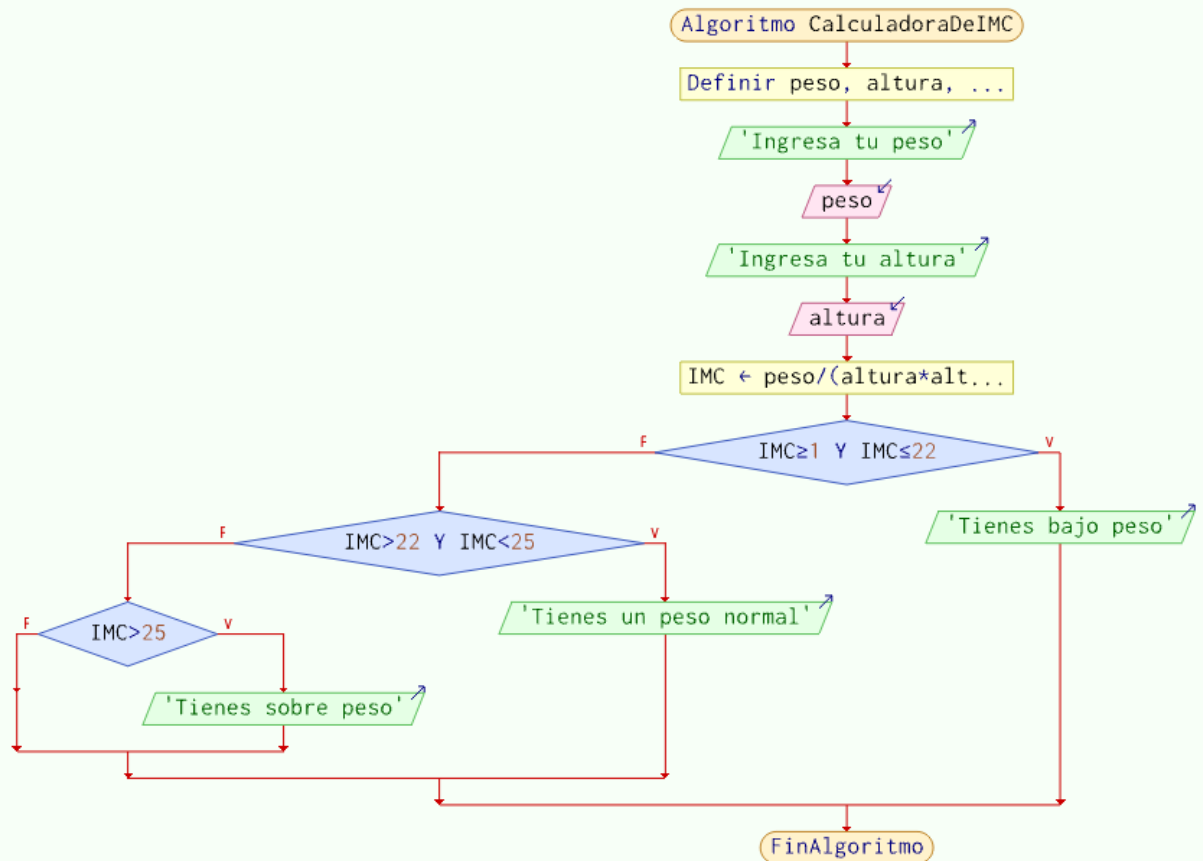 Algoritmo CalculadoraDeIMC
Definir peso, altura, ...
'Ingresa tu peso'
peso
'Ingresa tu altura'
altura
IMC ← peso/(altura*alt...
F
IMC≥1 Y IMC≤22
V
'Tienes bajo peso'
F
IMC>22 Y IMC<25
V
'Tienes un peso normal'
F
IMC>25
V
'Tienes sobre peso'
FinAlgoritmo